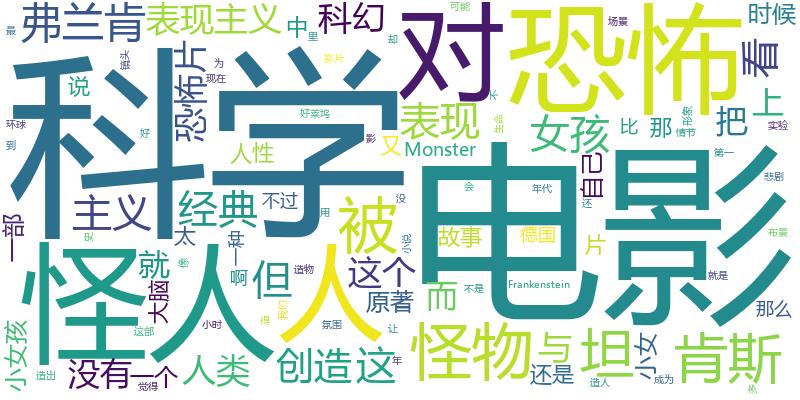 弗兰肯
表现主义
中
里
科幻
对
恐怖
看
时候
可能
场景
却
最
说
恐怖片
镜头
为
现在
影片
好莱坞
科学
表现
女孩
比
那
把
上
环球
到
好
人性
又
Monster
影
不
生命
情节
实验
电影
一部
主义
经典
不过
被
自己
第一
悲剧
太
用
没
小说
会
年代
还
故事
德国
片
布景
怪人
人
就
啊
一种
但
造物
这个
原著
而
Frankenstein
不是
就是
那么
大脑
小时
得
我们
氛围
让
这部
怪物
与
坦
小女
肯斯
小女孩
没有
一个
人类
创造
这
年
还是
造人
成为
造出
觉得